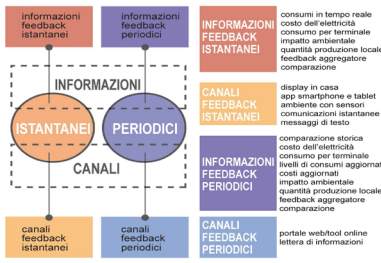 informazioni
feedback
istantanei
informazioni
feedback
periodici
INFORMAZIONI
ISTANTANEI
PERIODICI
CANALI
canali
feedback
istantanei
canali
feedback
periodici
INFORMAZIONI
FEEDBACK
ISTANTANEI
consumi in tempo reale
costo dell'elettricità
consumo per terminale
impatto ambientale
quantità produzione locale
feedback aggregatore
comparazione
CANALI
FEEDBACK
ISTANTANEI
display in casa
app smartphone e tablet
ambiente con sensori
comunicazioni istantanee
messaggi di testo
INFORMAZIONI
FEEDBACK
PERIODICI
comparazione storica
costo dell'elettricità
consumo per terminale
livelli di consumi aggiornat
costi aggiornati
impatto ambientale
quantità produzione locale
feedback aggregatore
comparazione
CANALI
FEEDBACK
PERIODICI
portale web/tool online
lettera di informazioni